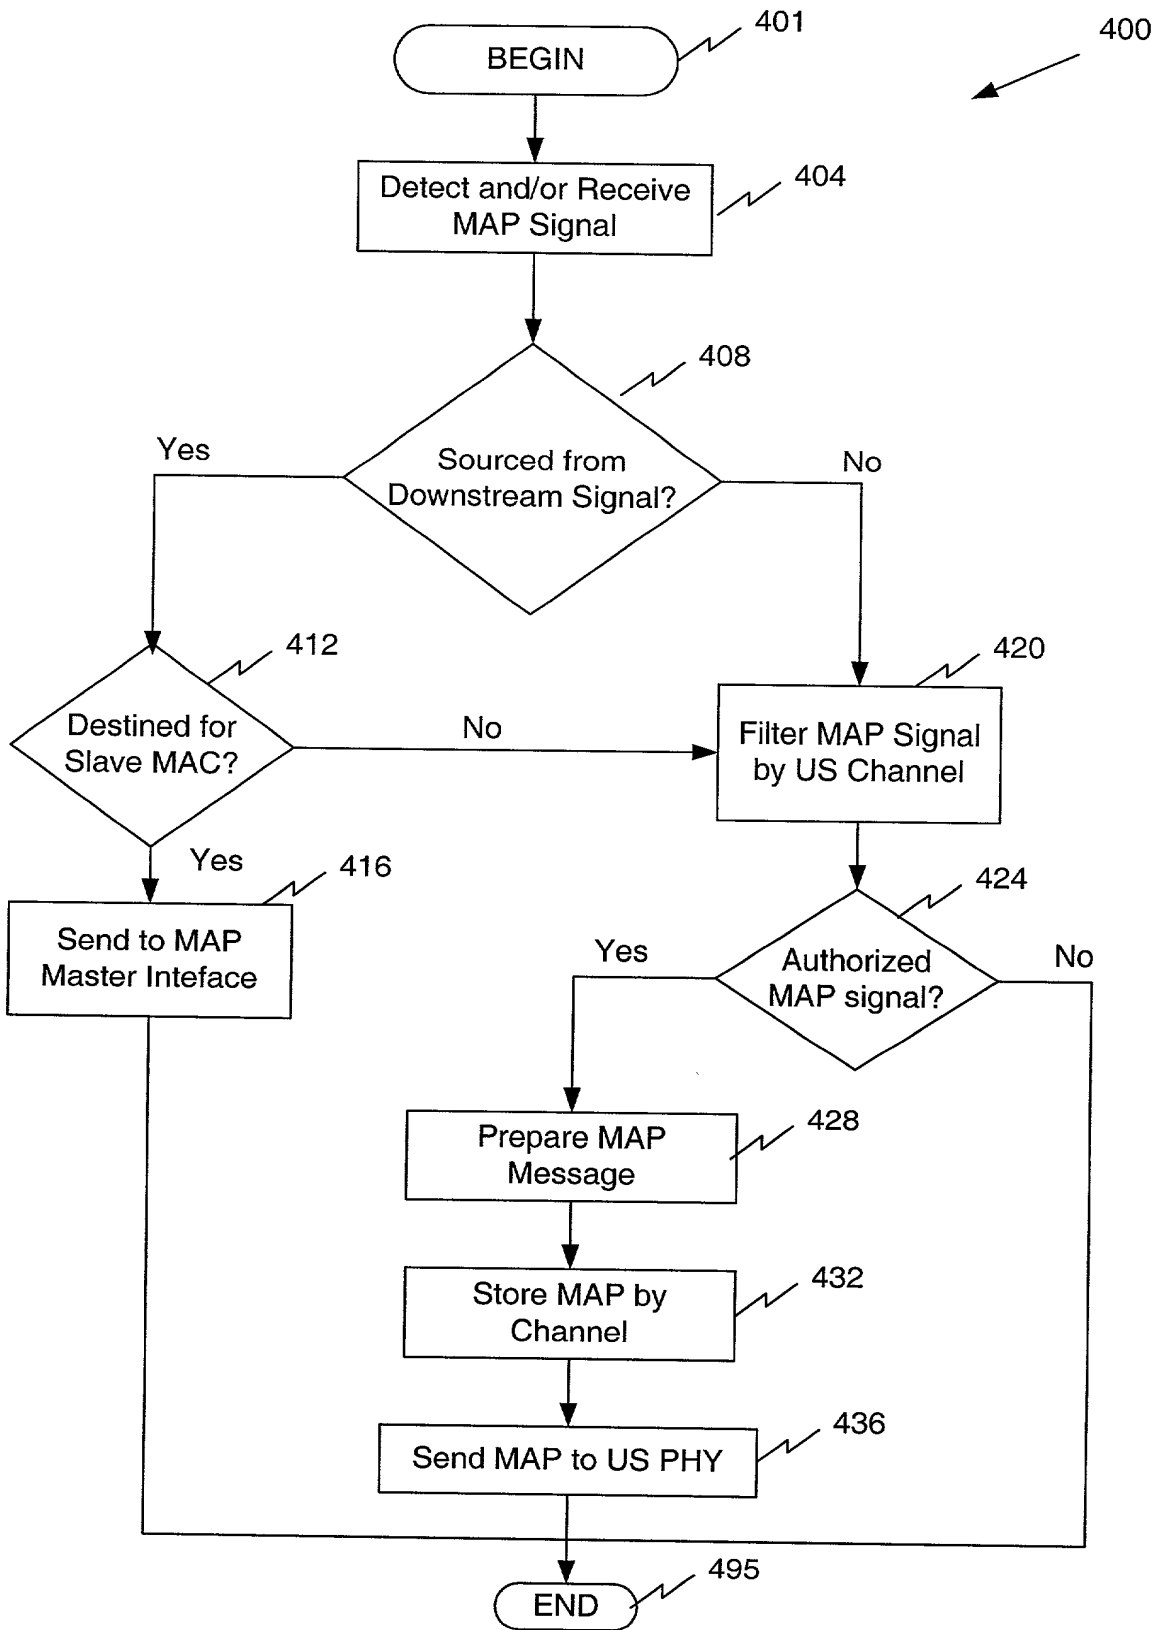 401
400
BEGIN
404
Detect and/or Receive
MAP Signal
408
Yes
No
Sourced from
Downstream Signal?
412
420
Destined for
Slave MAC?
No
Filter MAP Signal
by US Channel
Yes
416
424
Send to MAP
Master Inteface
Yes
No
Authorized
MAP signal?
428
Prepare MAP
Message
432
Store MAP by
Channel
436
Send MAP to US PHY
495
END